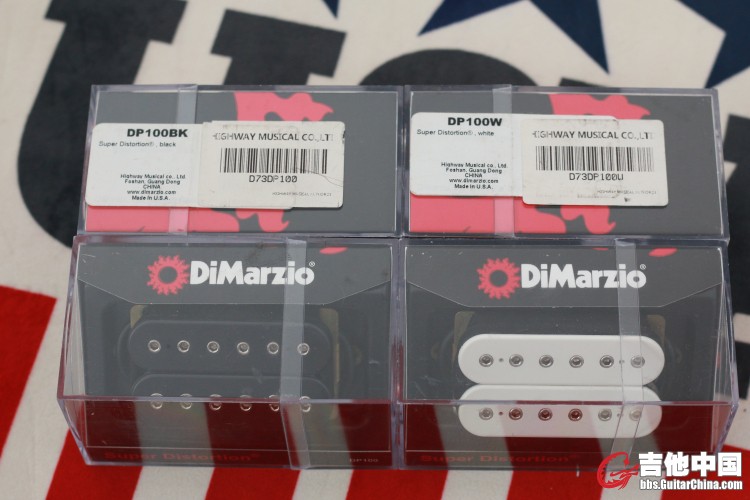 DP100BK
Super Distortion®, black
HIGHWAY MUSICAL CO.,LTD
D73DP100
Highway Musical co., Ltd.
Foshan, Guang Dong
CHINA
www.dimarzio.com
Made in U.S.A.
DP100W
Super Distortion®, white
HIGHWAY MUSICAL CO.,LTD
D73DP100W
Highway Musical co., Ltd.
Foshan, Guang Dong
CHINA
www.dimarzio.com
Made in U.S.A.
DiMarzio®
DiMarzio®
Super Distortion®
DP100
Super Distortion®
吉他中国
bbs.GuitarChina.com